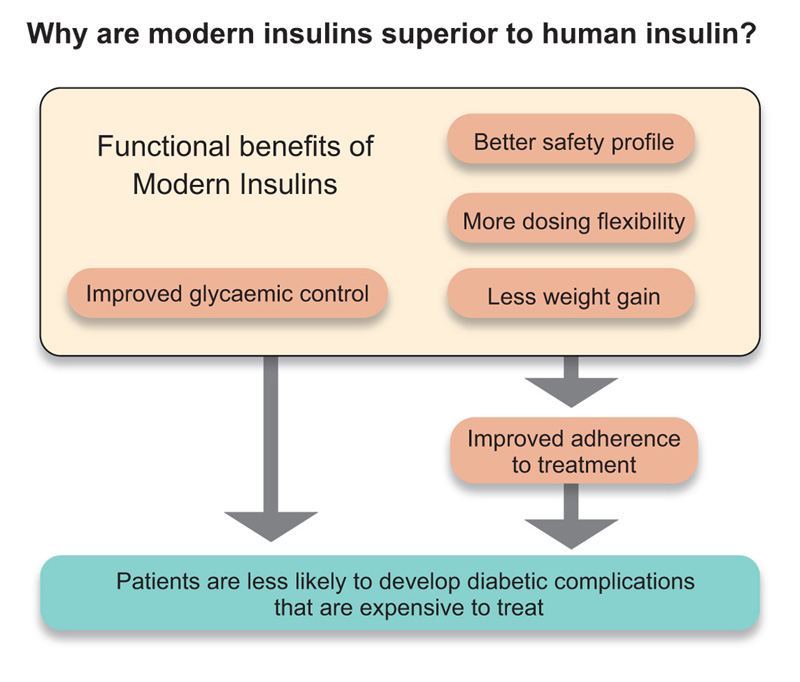 Why are modern insulins superior to human insulin?
Functional benefits of
Modern Insulins
Improved glycaemic control
Better safety profile
More dosing flexibility
Less weight gain
Improved adherence
to treatment
Patients are less likely to develop diabetic complications
that are expensive to treat